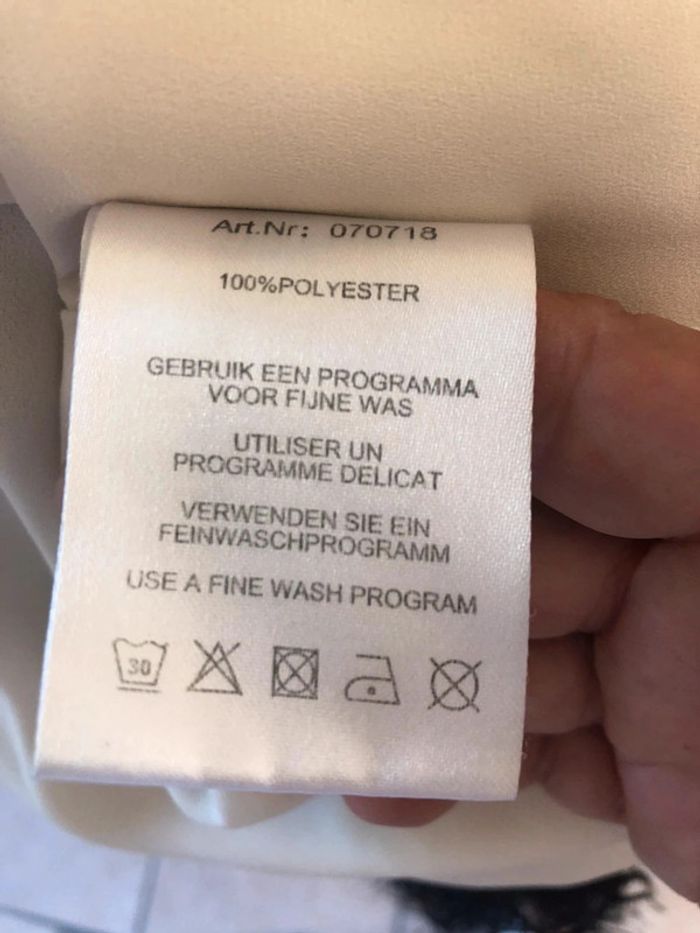 Art.Nr: 070718
100%POLYESTER
GEBRUIK EEN PROGRAMMA
VOOR FIJNE WAS
UTILISER UN
PROGRAMME DELICAT
VERWENDEN SIE EIN
FEINWASCHPROGRAMM
USE A FINE WASH PROGRAM
30